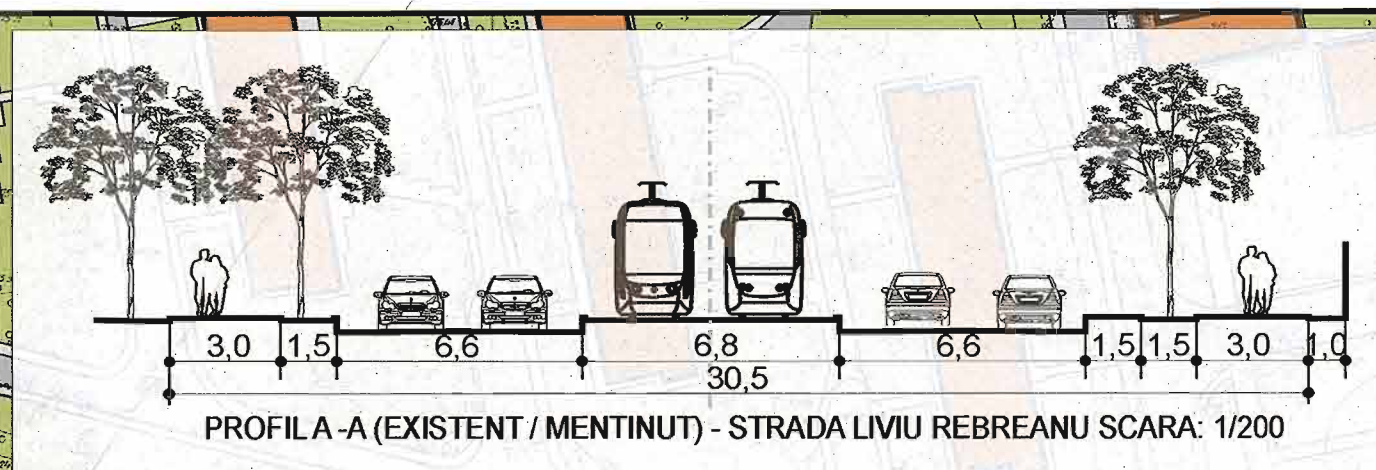 3,0 1,5 6,6 6,8 6,6 1,5 1,5 3,0 1,0
30,5
PROFIL A-A (EXISTENT / MENTINUT) - STRADA LIVIU REBREANU SCARA: 1/200